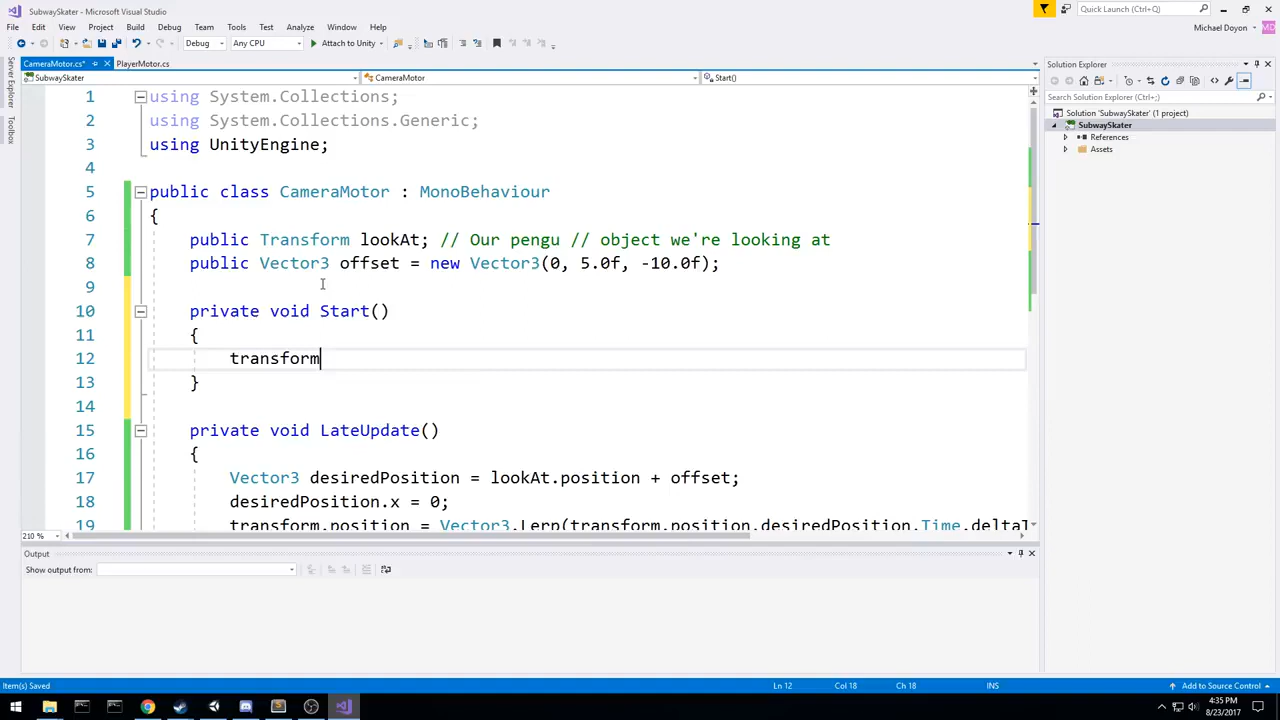 SubwaySkater - Microsoft Visual Studio
Quick Launch (Ctrl+Q)
File Edit View Project Build Debug Team Tools Test Analyze Window Help
Michael Doyon MD
Debug Any CPU Attach to Unity
CameraMotor.cs* PlayerMotor.cs
SubwaySkater CameraMotor Start()
Server Explorer
Toolbox
1 using System.Collections;
2 using System.Collections.Generic;
3 using UnityEngine;
4
5 public class CameraMotor : MonoBehaviour
6 {
7 public Transform lookAt; // Our pengu // object we're looking at
8 public Vector3 offset = new Vector3(0, 5.0f, -10.0f);
9
10 private void Start()
11 {
12 transform
13 }
14
15 private void LateUpdate()
16 {
17 Vector3 desiredPosition = lookAt.position + offset;
18 desiredPosition.x = 0;
19 transform.position = Vector3.Lerp(transform.position,desiredPosition,Time.deltaT
210 %
Solution Explorer
Search Solution Explorer (Ctrl+;)
Solution 'SubwaySkater' (1 project)
SubwaySkater
References
Assets
Output
Show output from:
Item(s) Saved Ln 12 Col 18 Ch 18 INS Add to Source Control
4:35 PM
8/23/2017